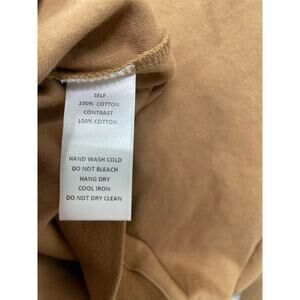 SELF
100% COTTON
CONTRAST
100% COTTON
HAND WASH COLD
DO NOT BLEACH
HANG DRY
COOL IRON
DO NOT DRY CLEAN